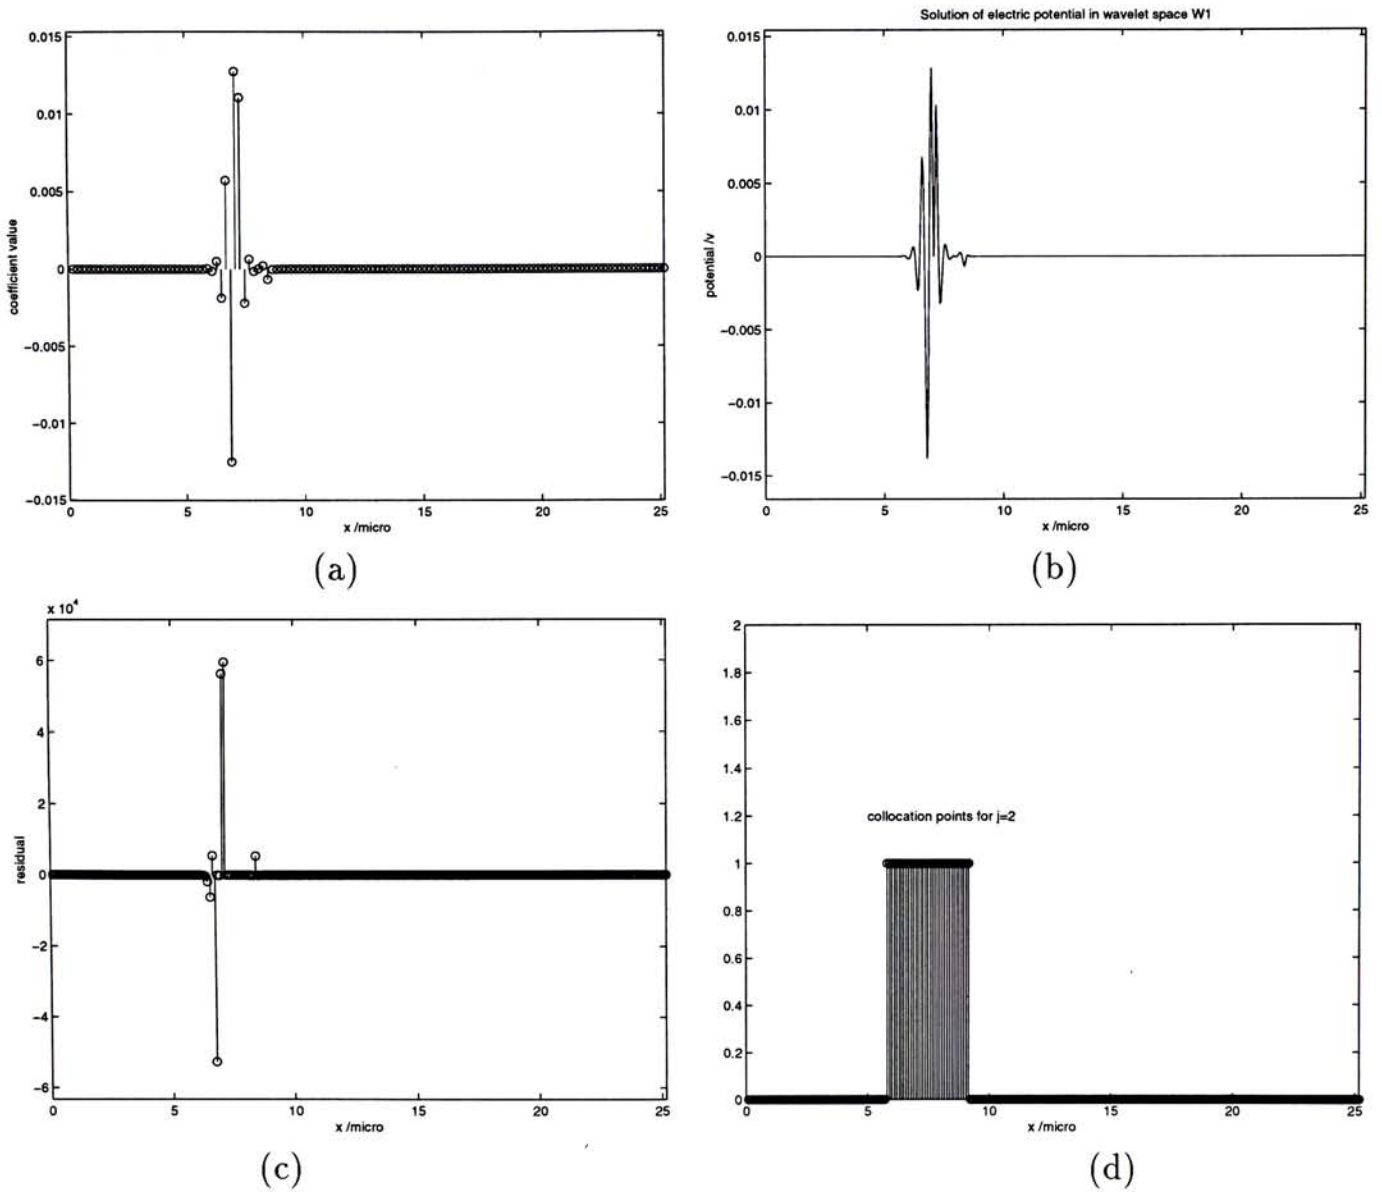 0.015
0.01
0.005
0
−0.005
−0.01
−0.015
coefficient value
0 5 10 15 20 25
x /micro
(a)
Solution of electric potential in wavelet space W1
0.015
0.01
0.005
0
−0.005
−0.01
−0.015
potential /v
0 5 10 15 20 25
x /micro
(b)
x 10^4
6
4
2
0
−2
−4
−6
residual
0 5 10 15 20 25
x /micro
(c)
2
1.8
1.6
1.4
1.2
1
0.8
0.6
0.4
0.2
0
collocation points for j=2
0 5 10 15 20 25
x /micro
(d)